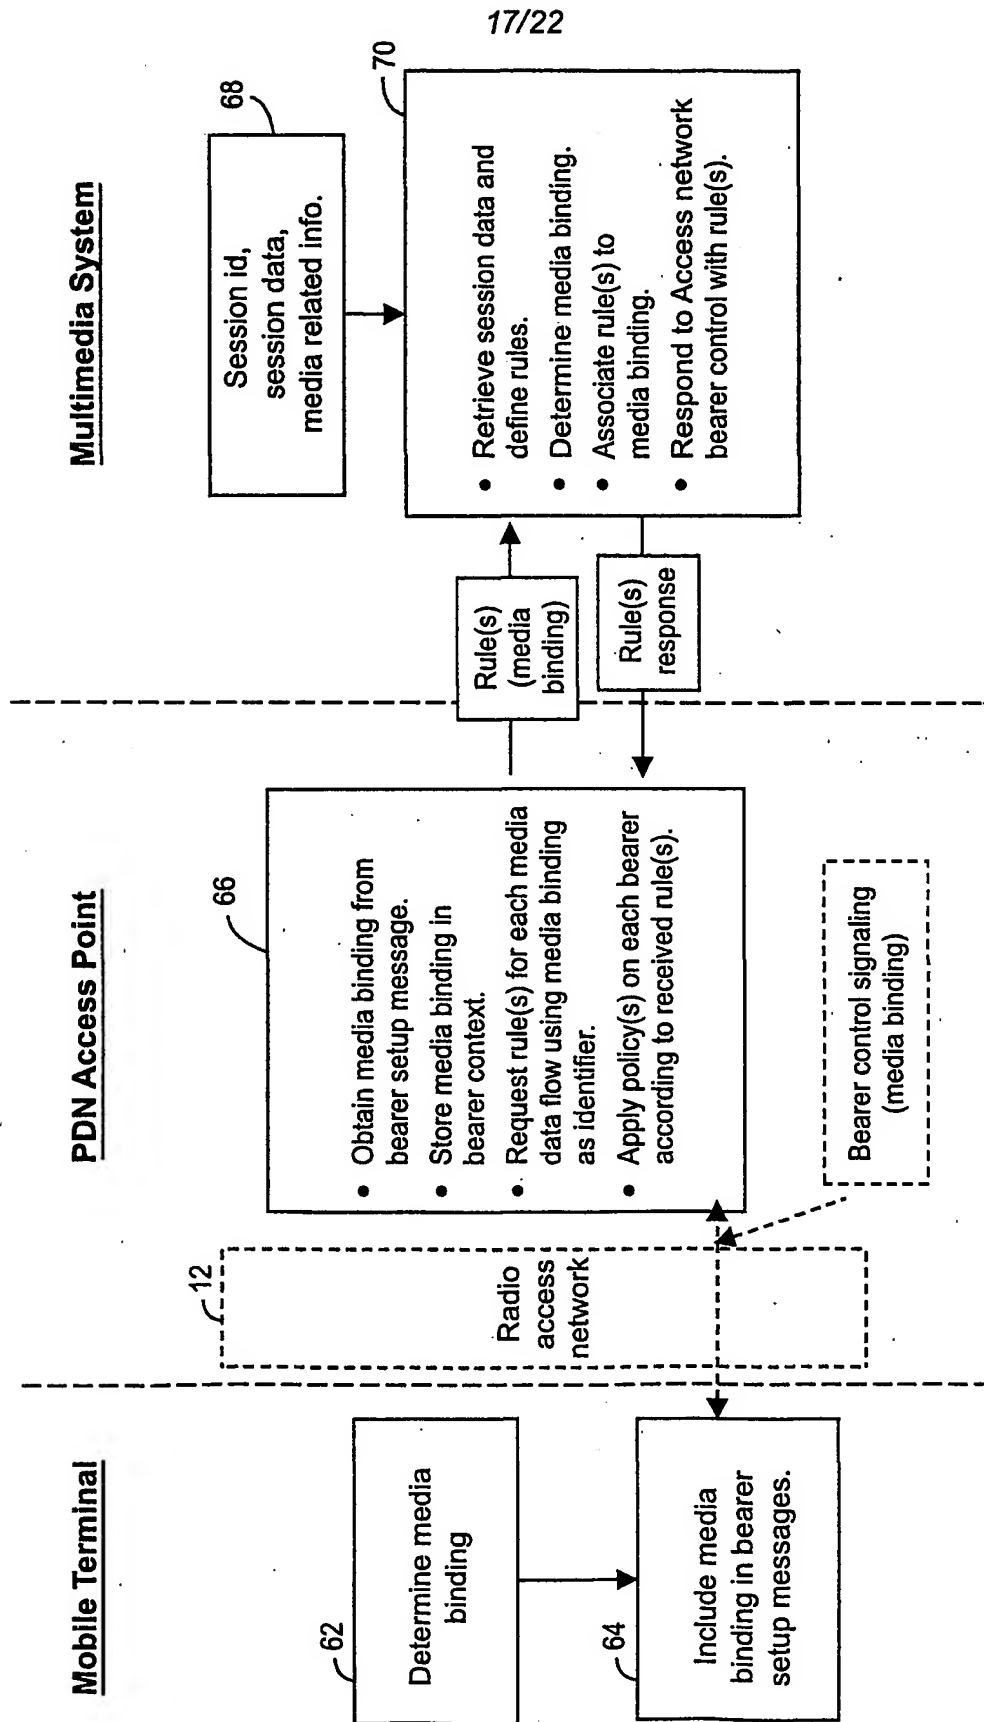 17/22
Mobile Terminal
62
Determine media
binding
64
Include media
binding in bearer
setup messages.
PDN Access Point
12
Radio
access
network
66
• Obtain media binding from
bearer setup message.
• Store media binding in
bearer context.
• Request rule(s) for each media
data flow using media binding
as identifier.
• Apply policy(s) on each bearer
according to received rule(s).
Bearer control signaling
(media binding)
Multimedia System
Rule(s)
(media
binding)
Rule(s)
response
68
Session id,
session data,
media related info.
70
• Retrieve session data and
define rules.
• Determine media binding.
• Associate rule(s) to
media binding.
• Respond to Access network
bearer control with rule(s).